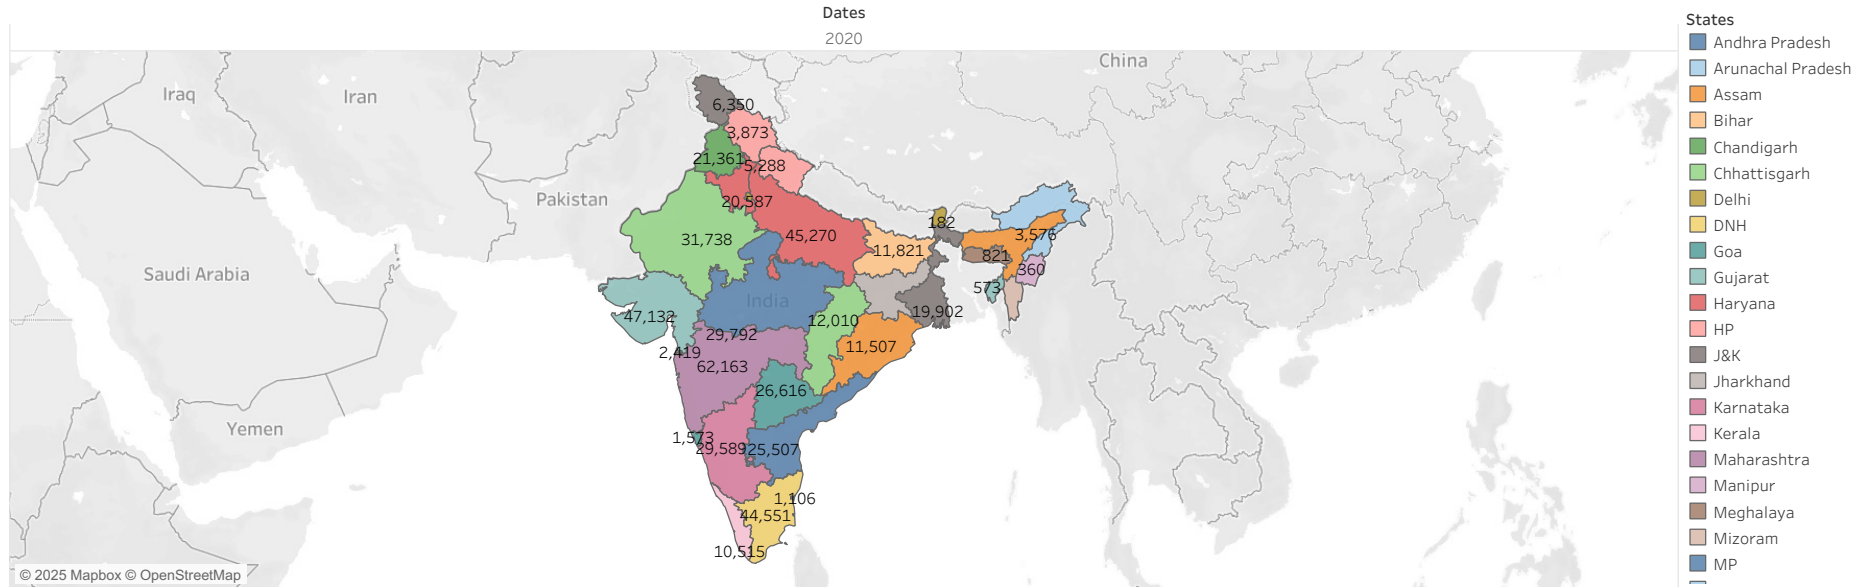 Dates
2020
China
Iraq
Iran
Pakistan
Saudi Arabia
Yemen
India
6,350
3,873
21,361
5,288
20,587
31,738
45,270
182
11,821
3,576
821
360
573
47,132
29,792
12,010
19,902
2,419
62,163
11,507
26,616
1,573
29,589
25,507
1,106
44,551
10,515
© 2025 Mapbox © OpenStreetMap
States
Andhra Pradesh
Arunachal Pradesh
Assam
Bihar
Chandigarh
Chhattisgarh
Delhi
DNH
Goa
Gujarat
Haryana
HP
J&K
Jharkhand
Karnataka
Kerala
Maharashtra
Manipur
Meghalaya
Mizoram
MP